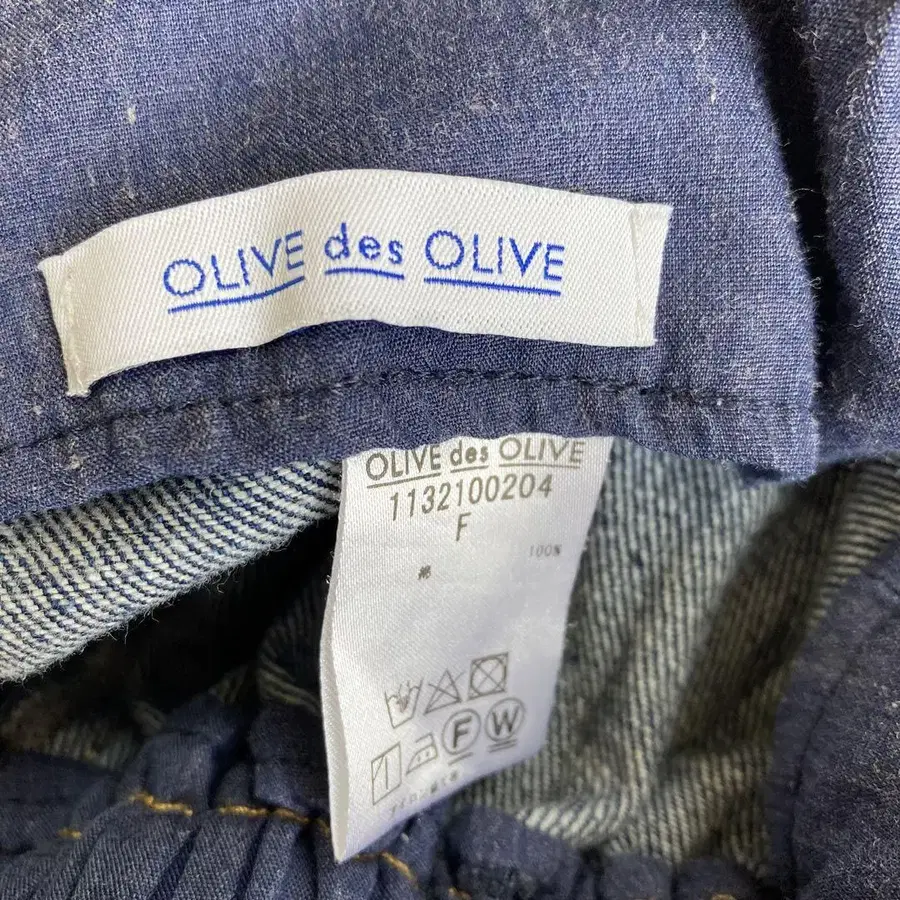 OLIVE des OLIVE
OLIVE des OLIVE
1132100204
F
100%
F W